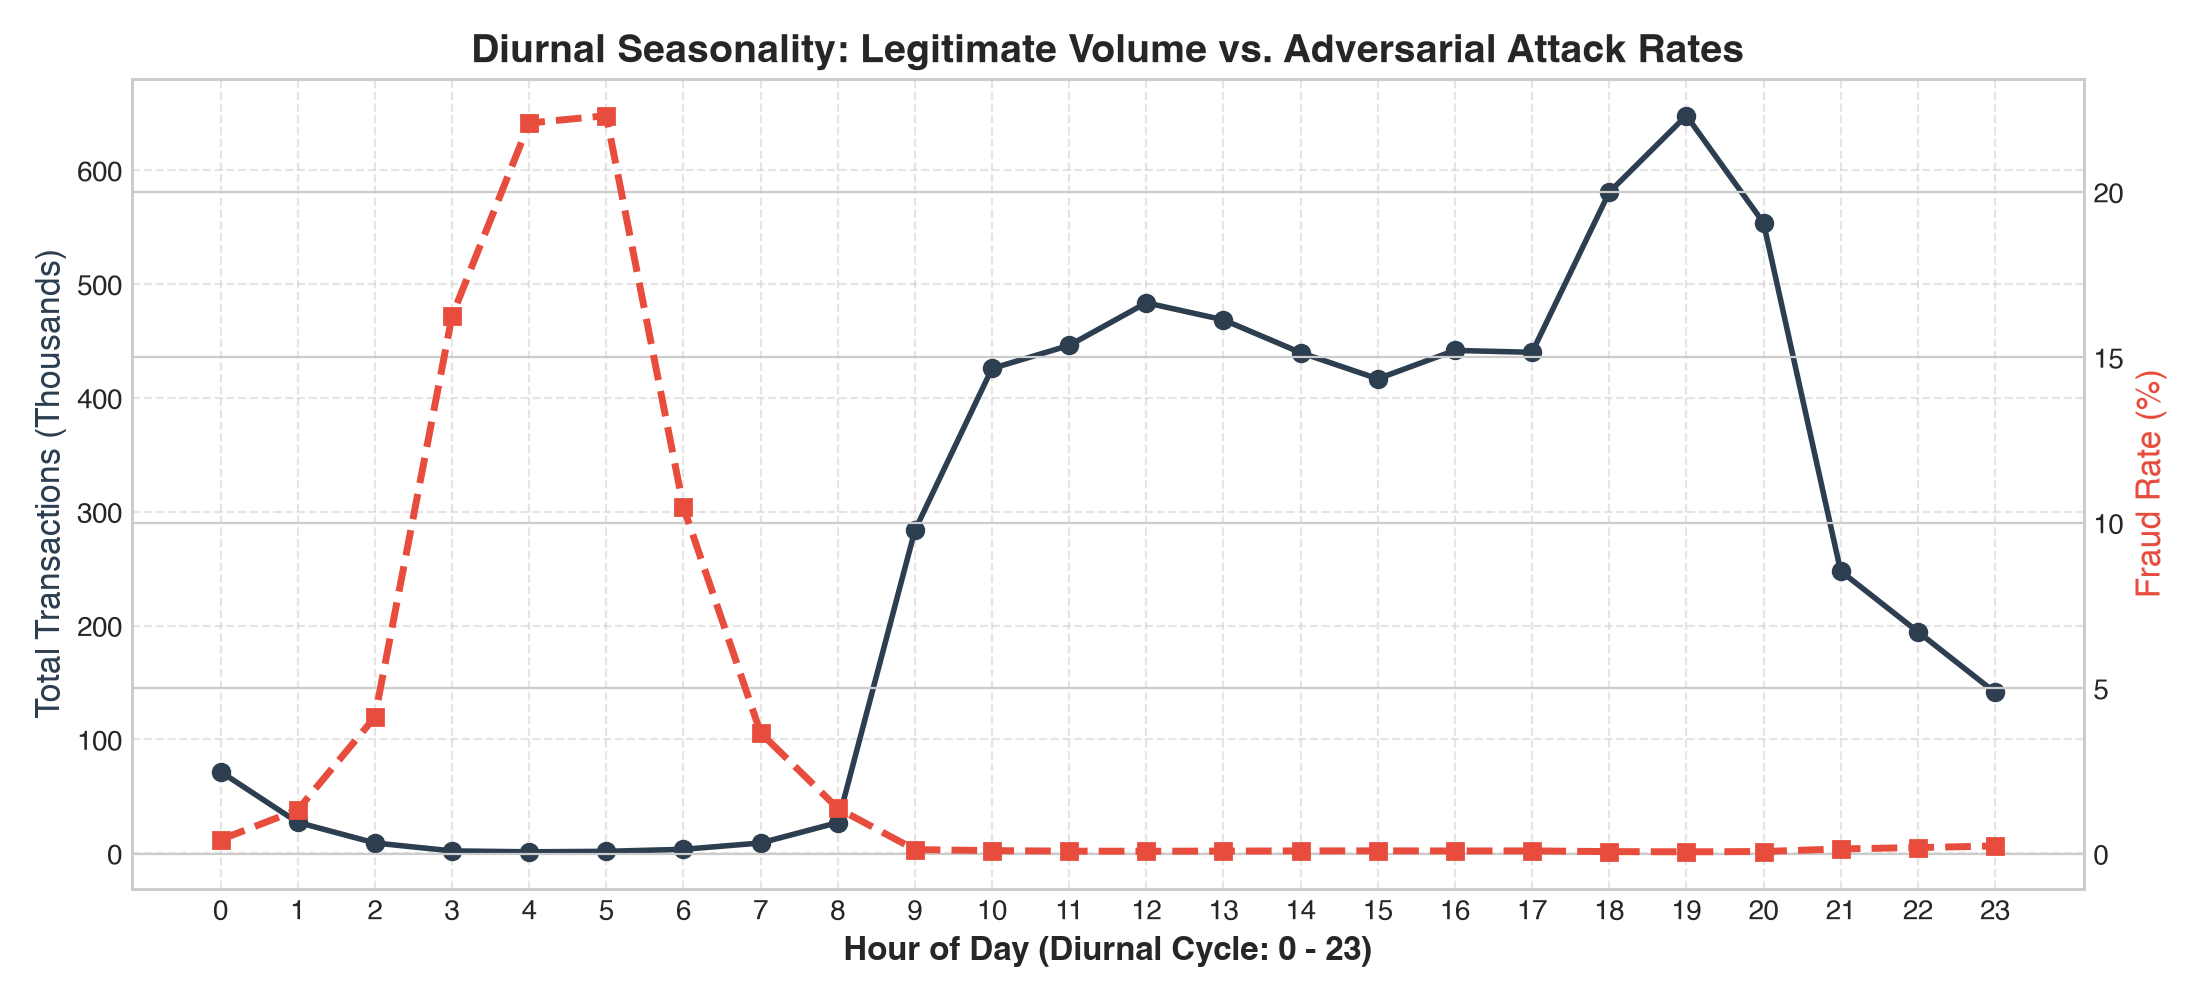 Diurnal Seasonality: Legitimate Volume vs. Adversarial Attack Rates
Total Transactions (Thousands)
600
500
400
300
200
100
0
20
15
10
5
0
Fraud Rate (%)
0 1 2 3 4 5 6 7 8 9 10 11 12 13 14 15 16 17 18 19 20 21 22 23
Hour of Day (Diurnal Cycle: 0 - 23)